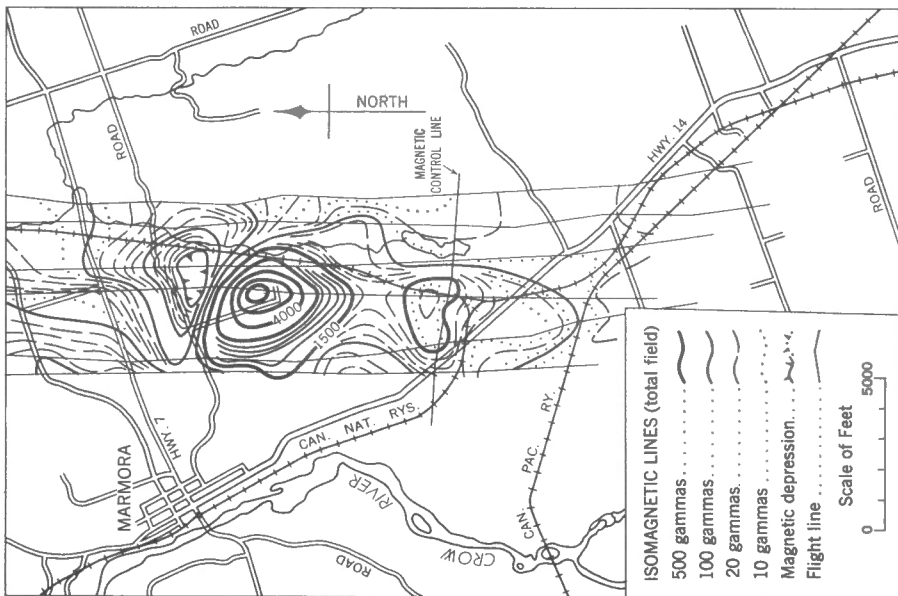 ROAD
ROAD
NORTH
MAGNETIC
CONTROL LINE
HWY. 14
ROAD
4000
1500
MARMORA
HWY. 7
CAN. NAT. RYS.
RIVER
CROW
ROAD
CAN. PAC. RY.
ISOMAGNETIC LINES (total field)
500 gammas.......
100 gammas.......
20 gammas.......
10 gammas.......
Magnetic depression....
Flight line.......
0 5000
Scale of Feet